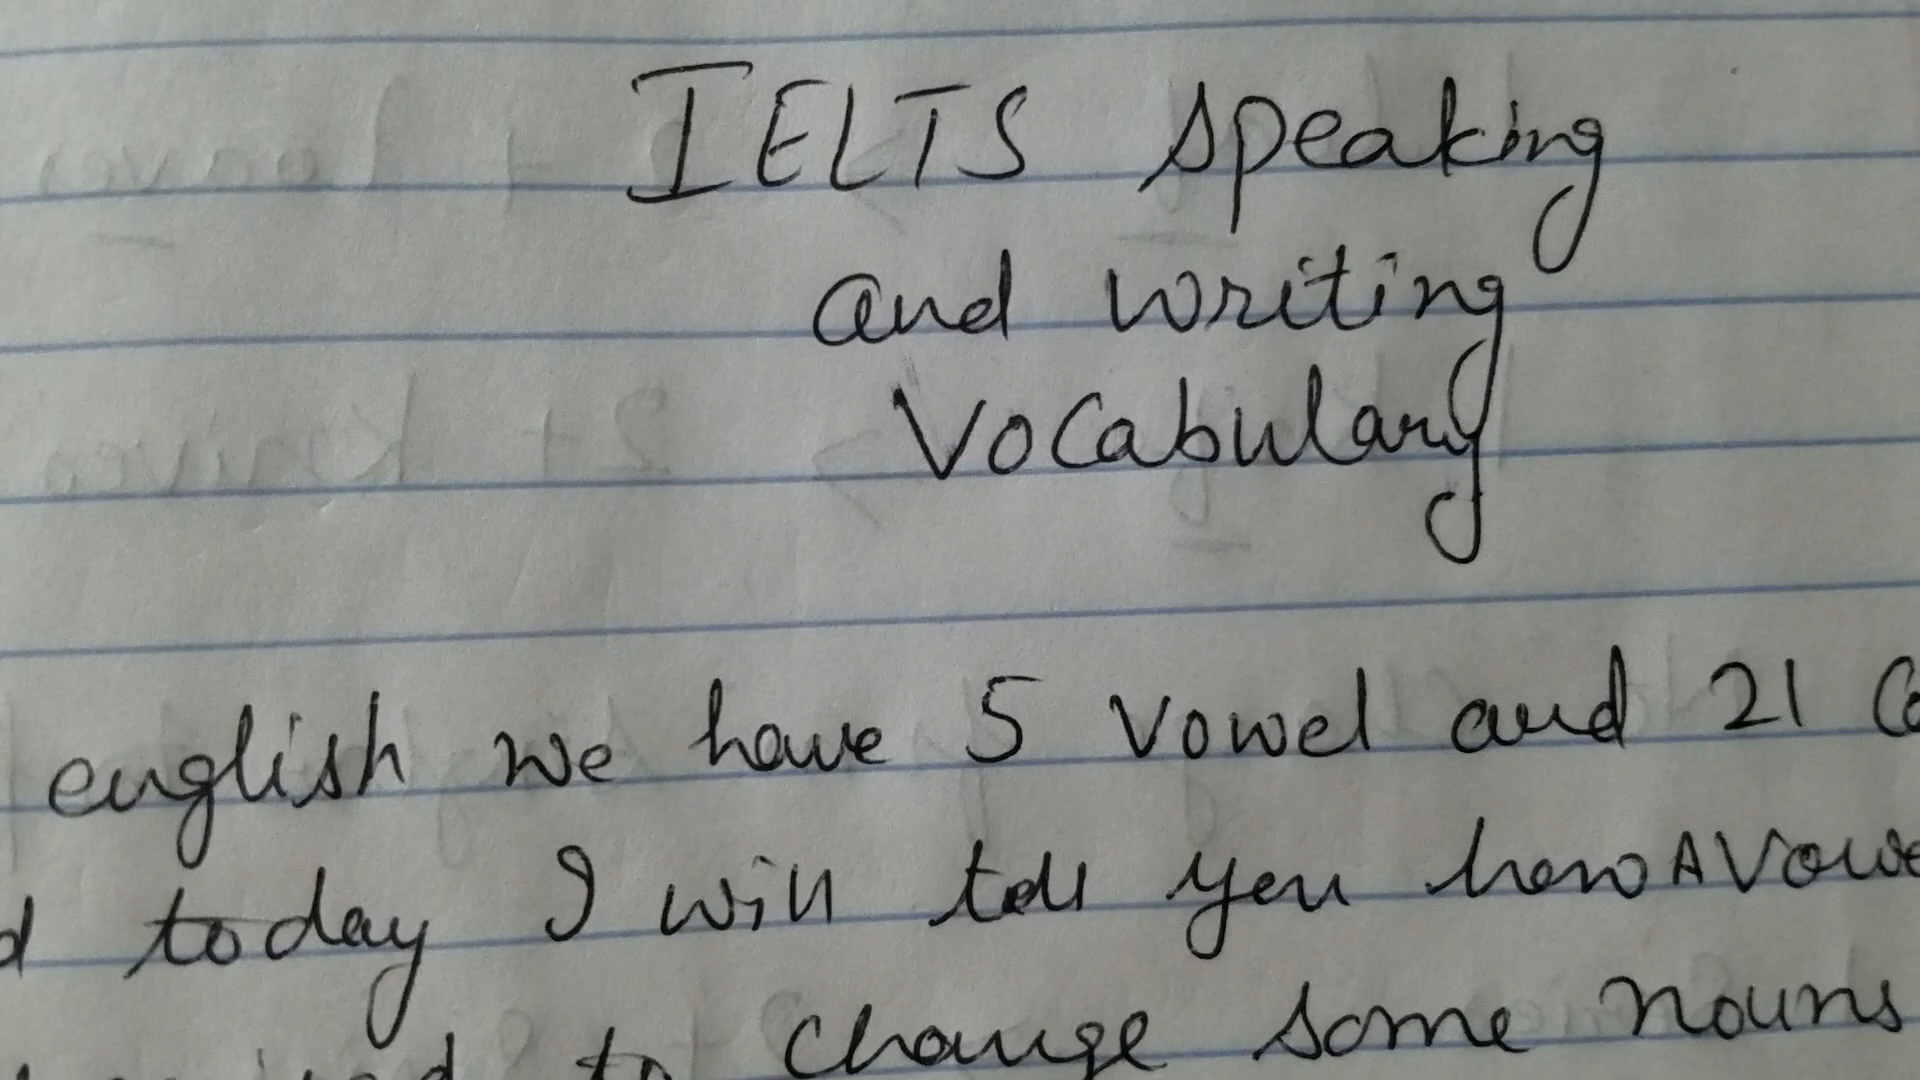 IELTS speaking
and writing
Vocabulary
english we have 5 Vowel and 21
today I will tell you how A
to change some nouns